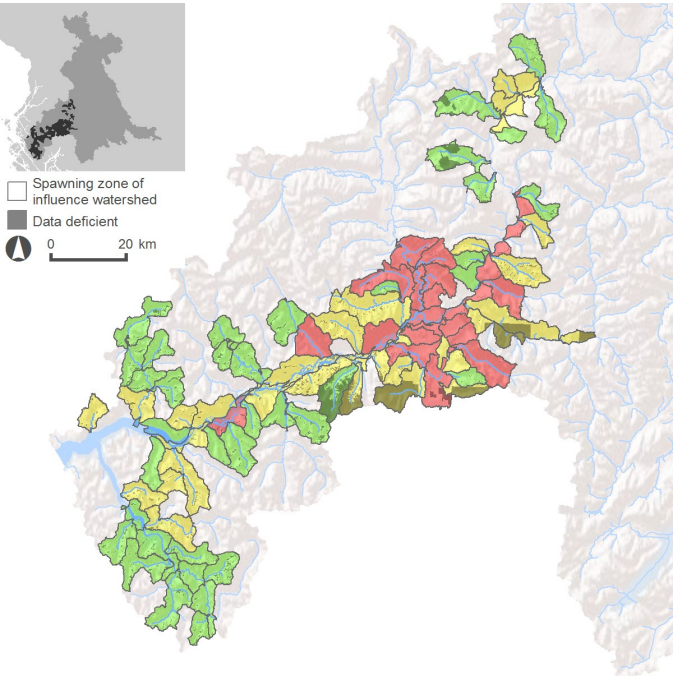 Spawning zone of
influence watershed
Data deficient
0 20 km